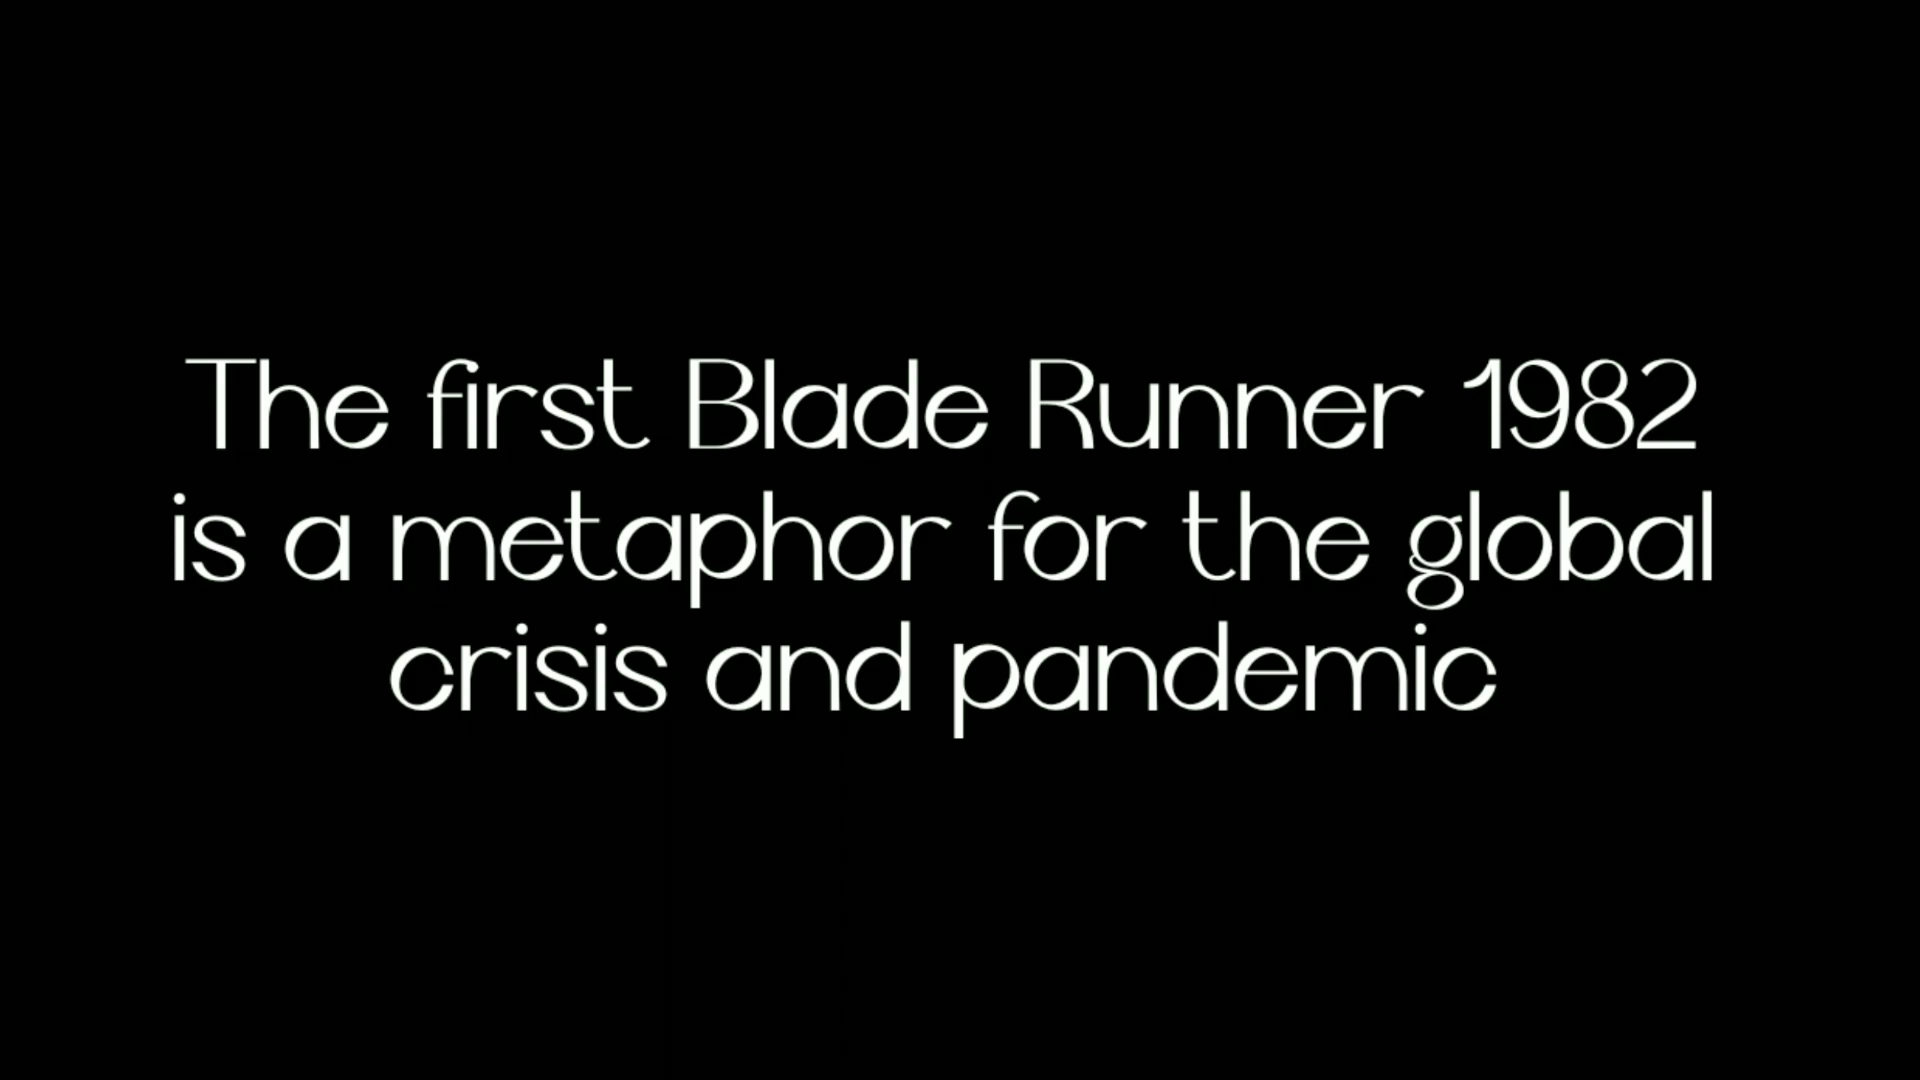 The first Blade Runner 1982
is a metaphor for the global
crisis and pandemic